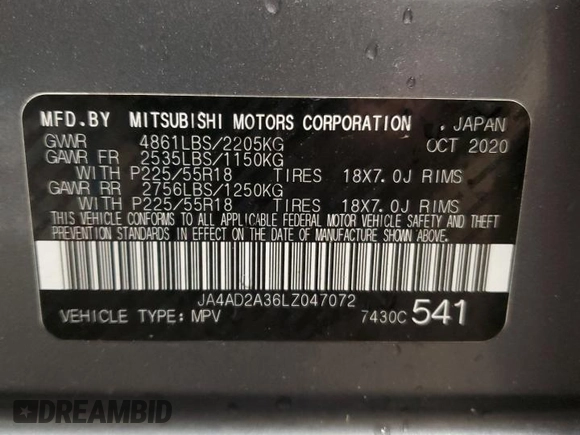 MFD.BY MITSUBISHI MOTORS CORPORATION , JAPAN
GVWR 4861LBS/2205KG OCT 2020
GAWR FR 2535LBS/1150KG
WITH P225/55R18 TIRES 18X7.0J RIMS
GAWR RR 2756LBS/1250KG
WITH P225/55R18 TIRES 18X7.0J RIMS
THIS VEHICLE CONFORMS TO ALL APPLICABLE FEDERAL MOTOR VEHICLE SAFETY AND THEFT
PREVENTION STANDARDS IN EFFECT ON THE DATE OF MANUFACTURE SHOWN ABOVE.
JA4AD2A36LZ047072
VEHICLE TYPE: MPV 7430C 541
DREAMBID